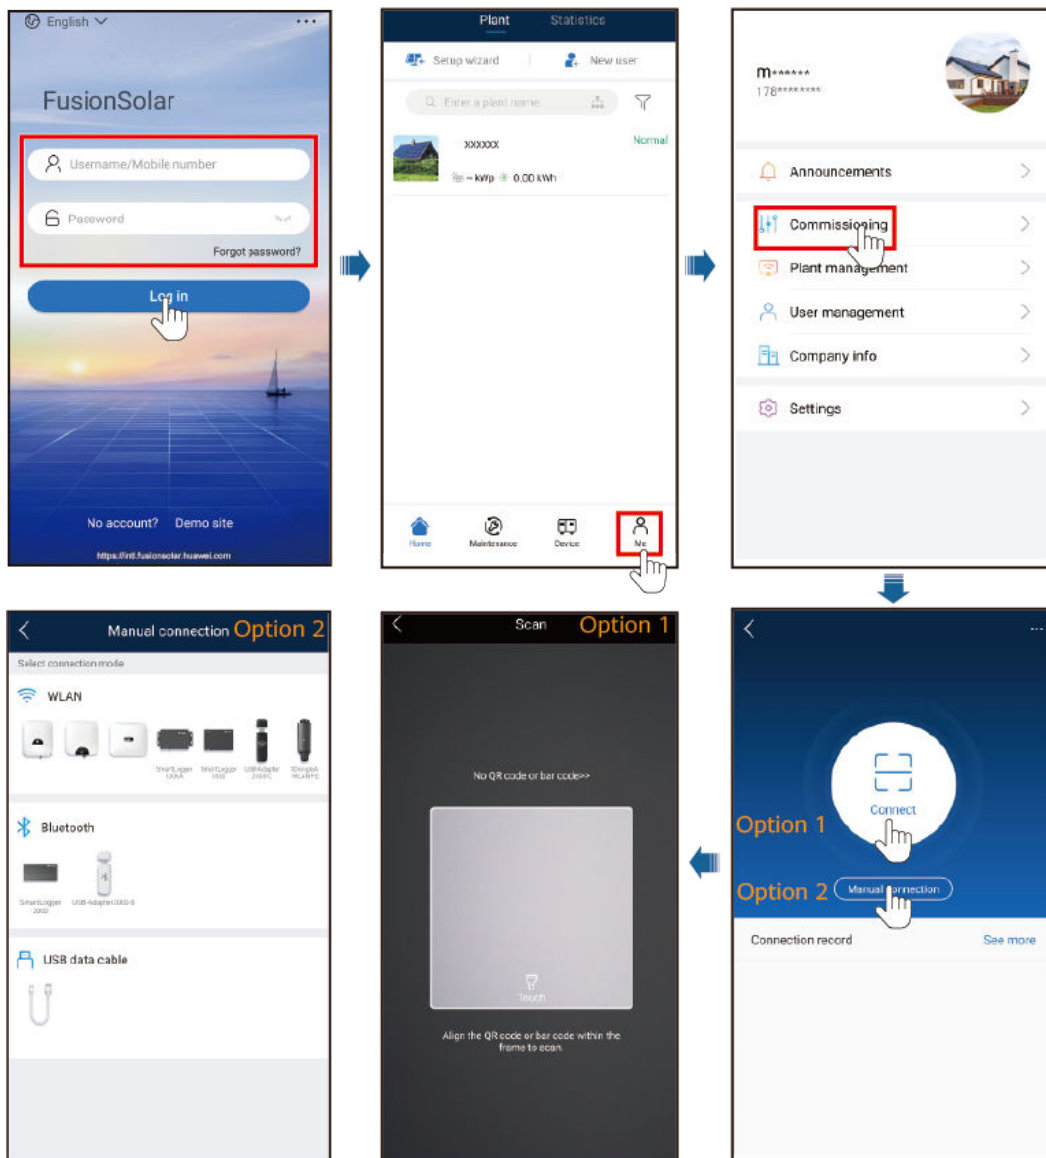 English
FusionSolar
Username/Mobile number
Password
Forgot password?
Log in
No account? Demo site
https://intl.fusionsolar.huawei.com
Plant Statistics
Setup wizard New user
Enter a plant name
xxxxxx Normal
-- kWp 0.00 kWh
Home Maintenance Device Me
m******
178********
Announcements
Commissioning
Plant management
User management
Company info
Settings
Connect
Option 1
Option 2 Manual connection
Connection record See more
Scan Option 1
No QR code or bar code>>
Touch
Align the QR code or bar code within the
frame to scan.
Manual connection Option 2
Select connection mode
WLAN
SmartLogger SmartLogger USB-Adapter
Bluetooth
SmartLogger USB-Adapter2000-B
USB data cable